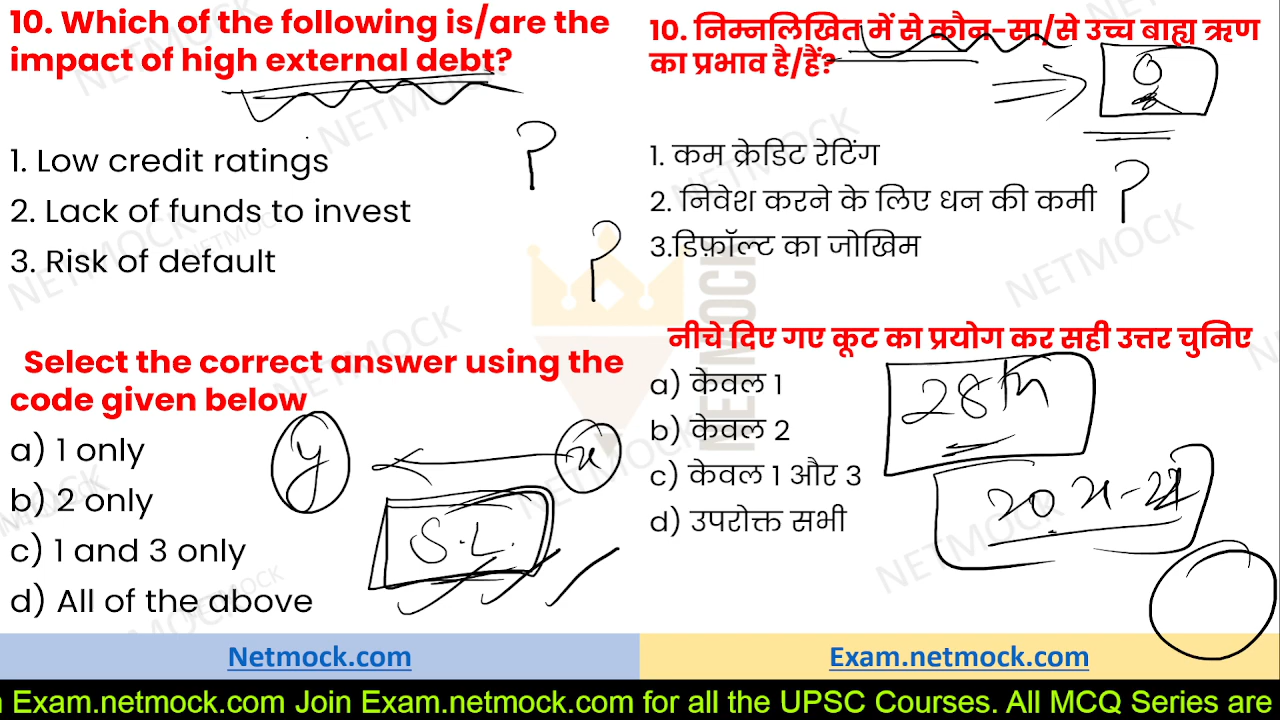 10. Which of the following is/are the
impact of high external debt?
1. Low credit ratings
2. Lack of funds to invest
3. Risk of default
Select the correct answer using the
code given below
a) 1 only
b) 2 only
c) 1 and 3 only
d) All of the above
y
x
S.L.
10. निम्नलिखित में से कौन-सा/से उच्च बाह्य ऋण
का प्रभाव है/हैं?
1. कम क्रेडिट रेटिंग
2. निवेश करने के लिए धन की कमी
3.डिफ़ॉल्ट का जोखिम
नीचे दिए गए कूट का प्रयोग कर सही उत्तर चुनिए
a) केवल 1
b) केवल 2
c) केवल 1 और 3
d) उपरोक्त सभी
28th
NETMOCK
Netmock.com
Exam.netmock.com
Exam.netmock.com Join Exam.netmock.com for all the UPSC Courses. All MCQ Series are